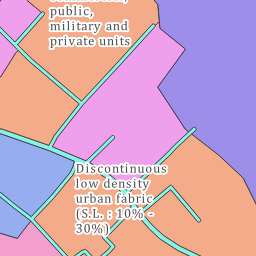 public,
military and
private units
Discontinuous
low density
urban fabric
(S.L. : 10% -
30%)